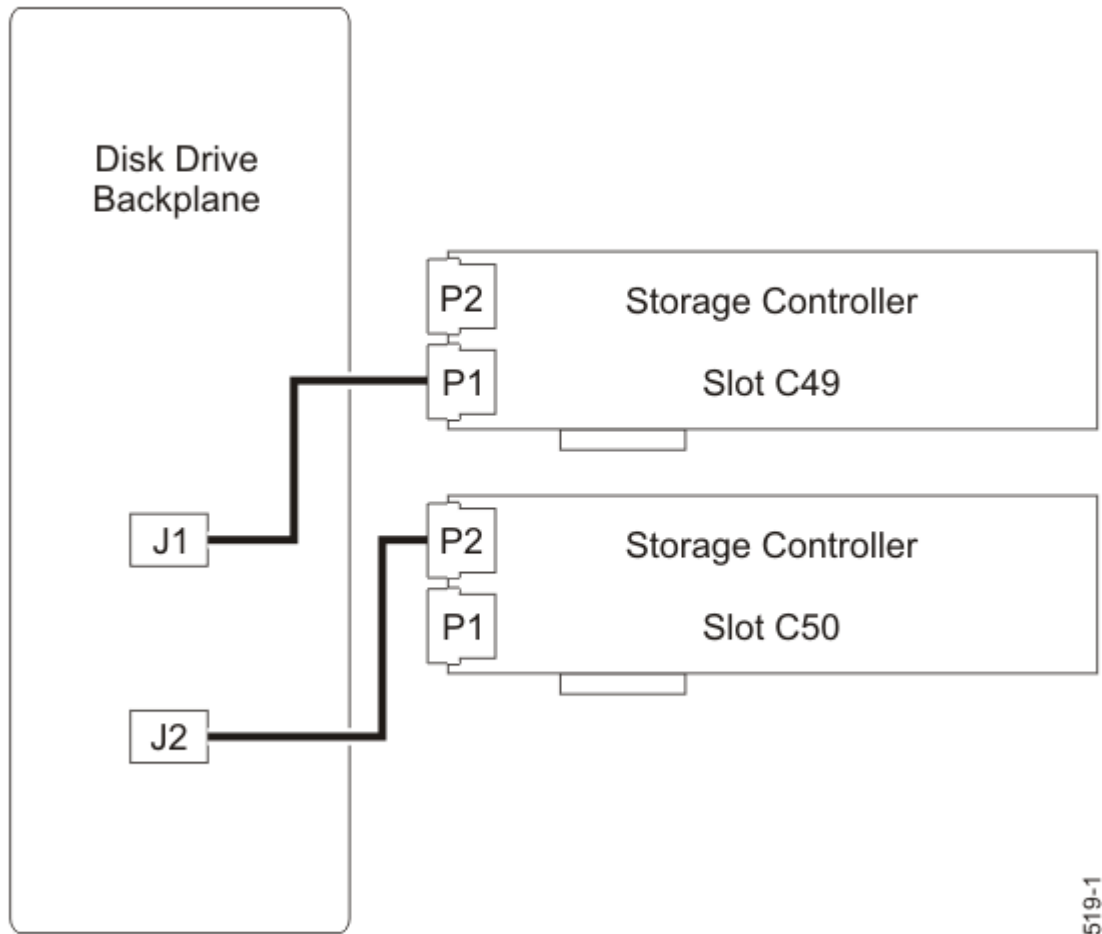 Disk Drive
Backplane
P2
Storage Controller
P1
Slot C49
J1
P2
Storage Controller
P1
Slot C50
J2
519-1